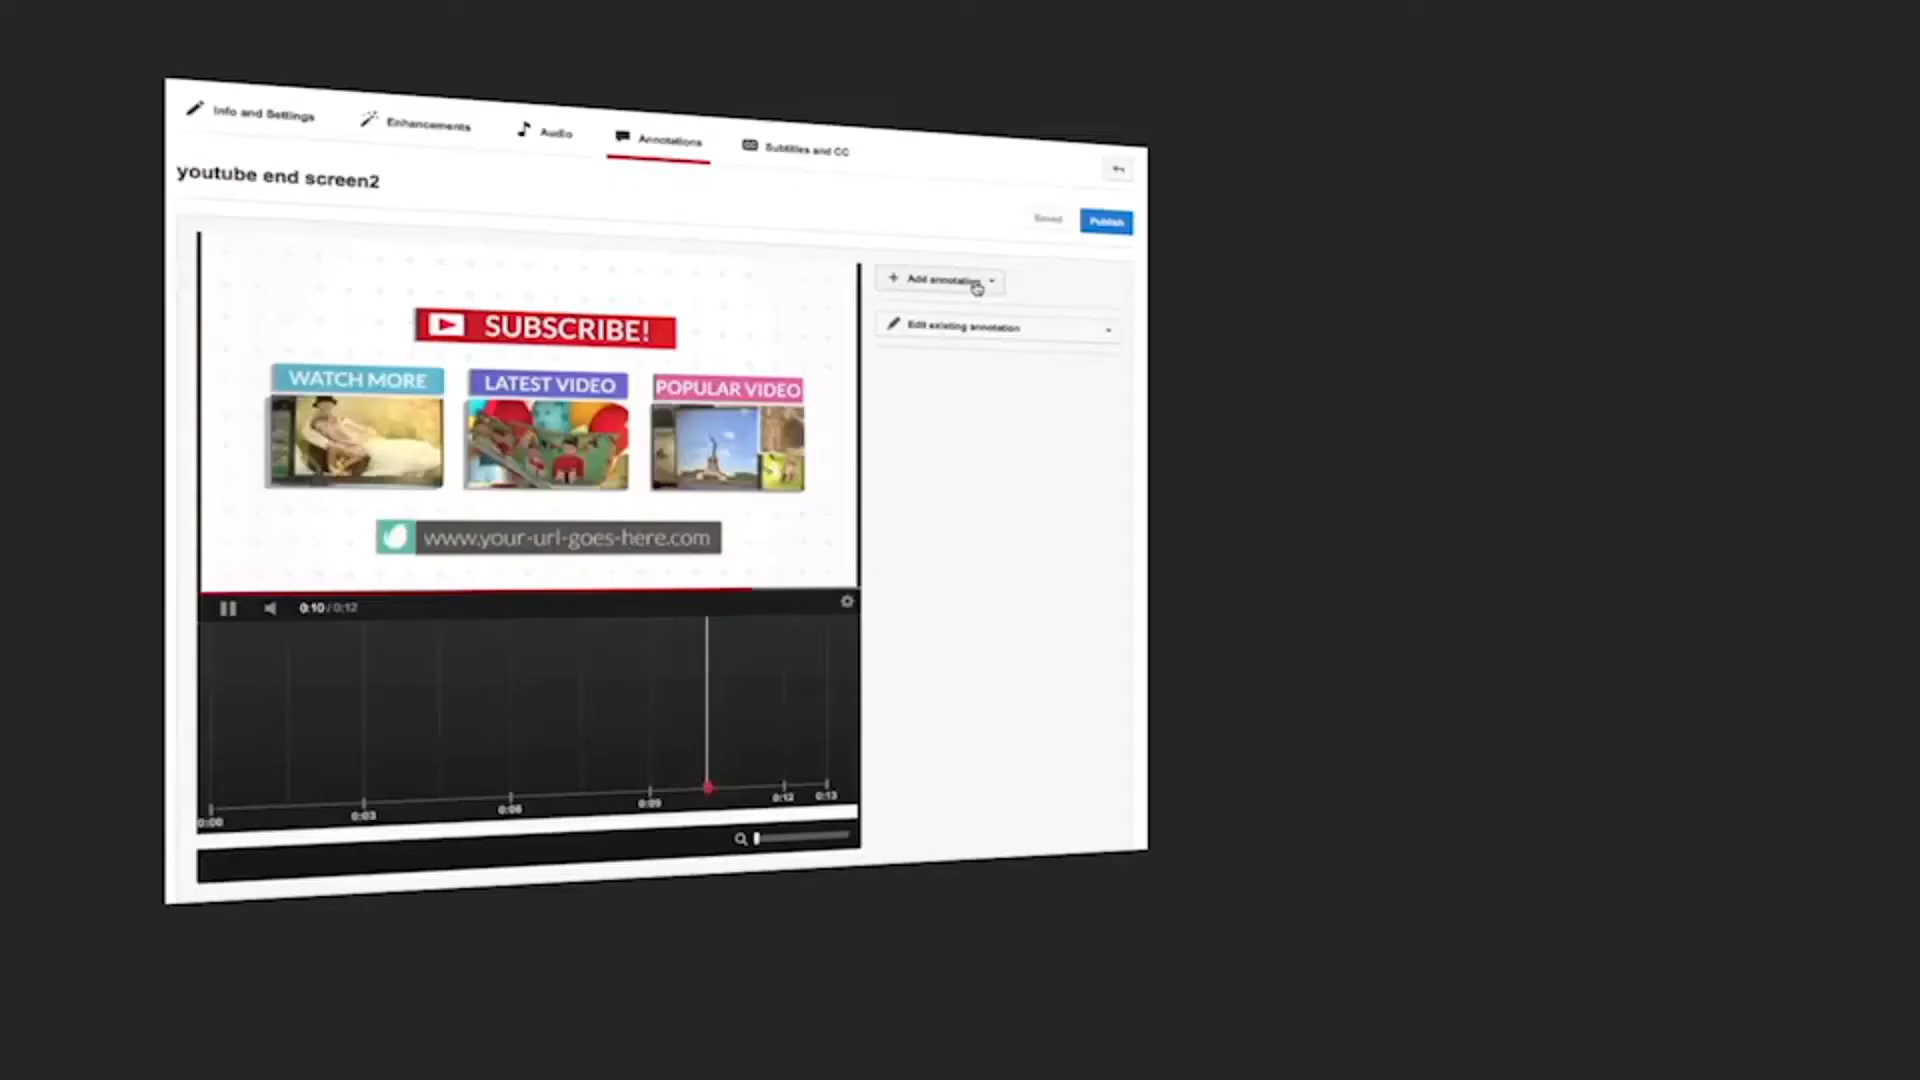 Info and Settings
Enhancements
Audio
Annotations
Subtitles and CC
youtube end screen2
Saved
Publish
+ Add annotation
Edit existing annotation
SUBSCRIBE!
WATCH MORE
LATEST VIDEO
POPULAR VIDEO
www.your-url-goes-here.com
0:10 / 0:12
0:00
0:03
0:06
0:09
0:12
0:13